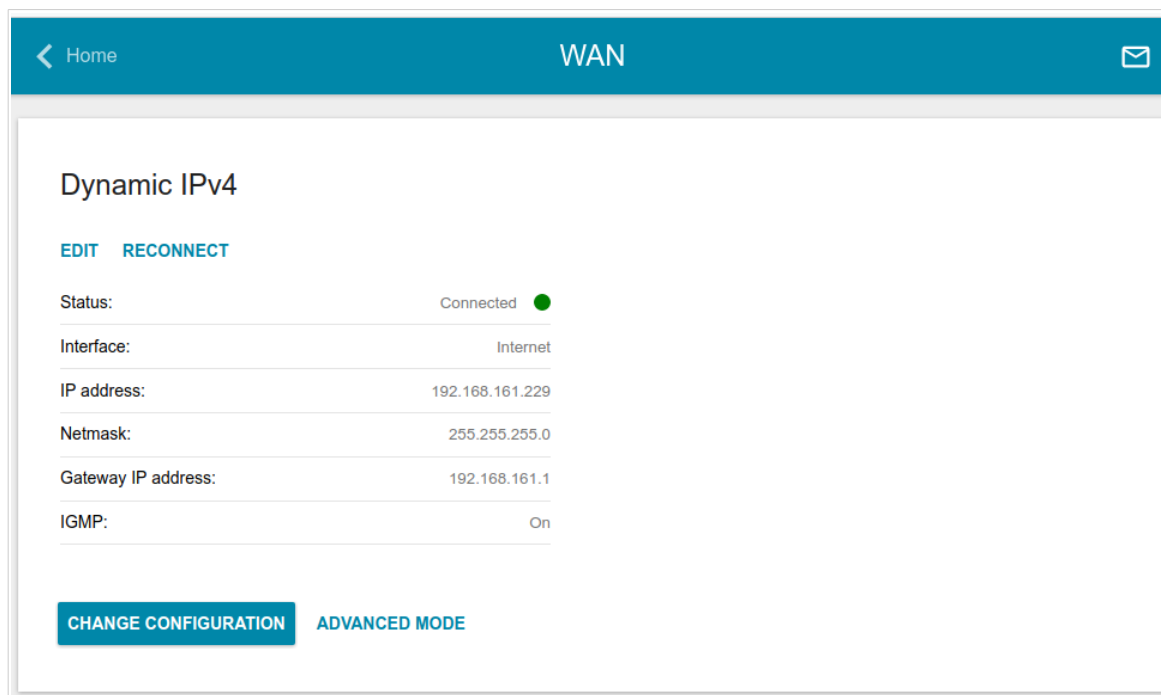 Home
WAN
Dynamic IPv4
EDIT RECONNECT
Status: Connected
Interface: Internet
IP address: 192.168.161.229
Netmask: 255.255.255.0
Gateway IP address: 192.168.161.1
IGMP: On
CHANGE CONFIGURATION ADVANCED MODE